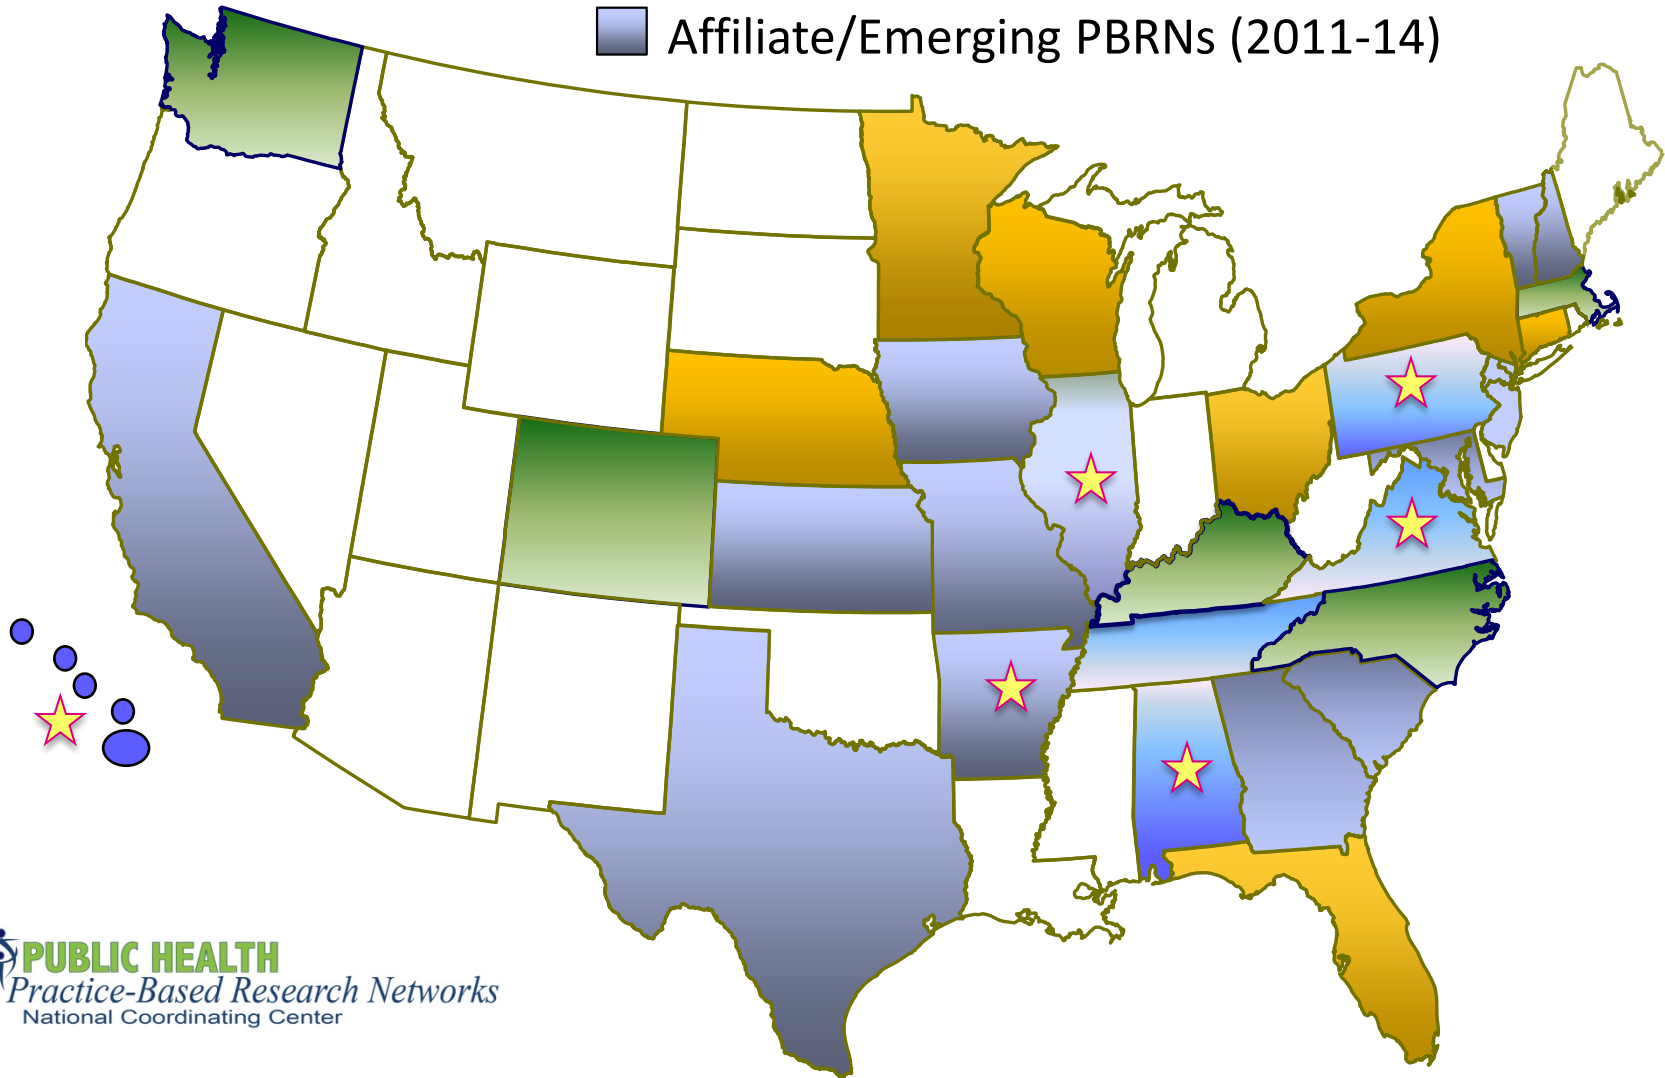 Affiliate/Emerging PBRNs (2011-14)
PUBLIC HEALTH
Practice-Based Research Networks
National Coordinating Center